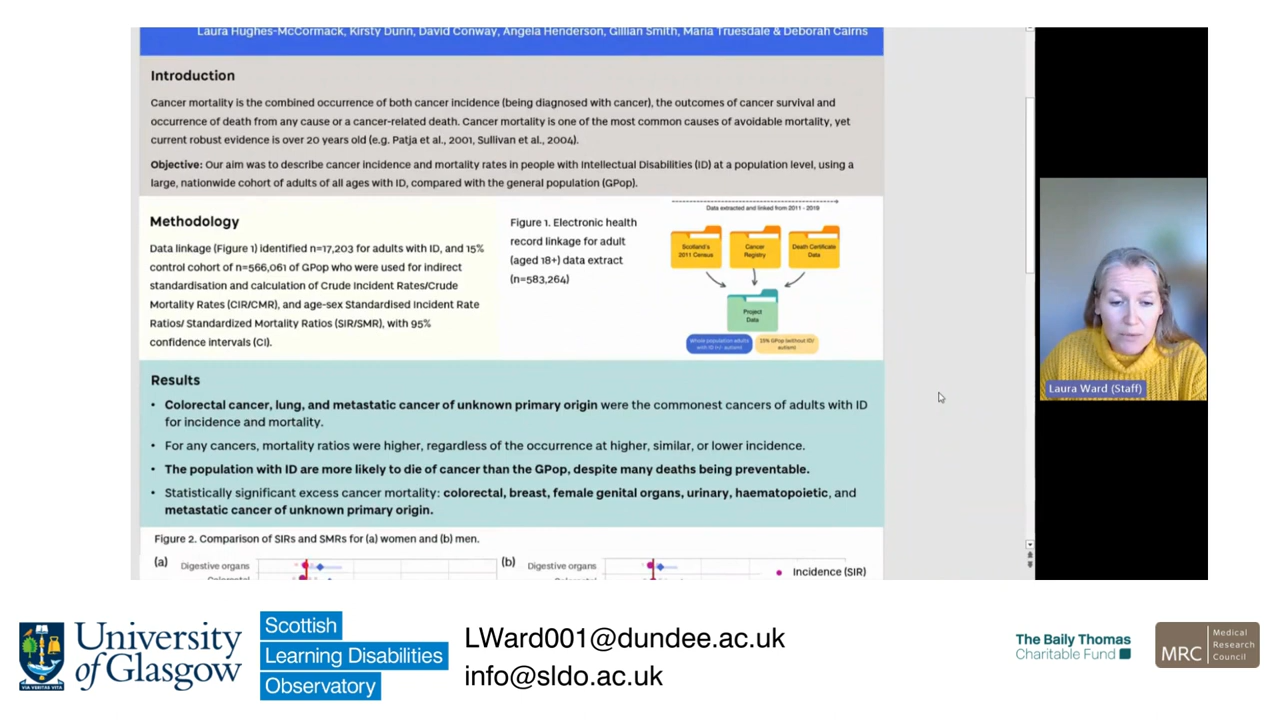 Laura Hughes-McCormack, Kirsty Dunn, David Conway, Angela Henderson, Gillian Smith, Maria Truesdale & Deborah Cairns
Introduction
Cancer mortality is the combined occurrence of both cancer incidence (being diagnosed with cancer), the outcomes of cancer survival and
occurrence of death from any cause or a cancer-related death. Cancer mortality is one of the most common causes of avoidable mortality, yet
current robust evidence is over 20 years old (e.g. Patja et al., 2001, Sullivan et al., 2004).
Objective: Our aim was to describe cancer incidence and mortality rates in people with Intellectual Disabilities (ID) at a population level, using a
large, nationwide cohort of adults of all ages with ID, compared with the general population (GPop).
Methodology
Data linkage (Figure 1) identified n=17,203 for adults with ID, and 15%
control cohort of n=566,061 of GPop who were used for indirect
standardisation and calculation of Crude Incident Rates/Crude
Mortality Rates (CIR/CMR), and age-sex Standardised Incident Rate
Ratios/ Standardized Mortality Ratios (SIR/SMR), with 95%
confidence intervals (CI).
Figure 1. Electronic health
record linkage for adult
(aged 18+) data extract
(n=583,264)
Data extracted and linked from 2011 - 2019
Scotland's
2011 Census
Cancer
Registry
Death Certificate
Data
Project
Data
Whole population adults
with ID (+/- autism)
15% GPop (without ID/
autism)
Results
• Colorectal cancer, lung, and metastatic cancer of unknown primary origin were the commonest cancers of adults with ID
for incidence and mortality.
• For any cancers, mortality ratios were higher, regardless of the occurrence at higher, similar, or lower incidence.
• The population with ID are more likely to die of cancer than the GPop, despite many deaths being preventable.
• Statistically significant excess cancer mortality: colorectal, breast, female genital organs, urinary, haematopoietic, and
metastatic cancer of unknown primary origin.
Figure 2. Comparison of SIRs and SMRs for (a) women and (b) men.
(a)
Digestive organs
(b)
Digestive organs
Incidence (SIR)
Laura Ward (Staff)
University
of Glasgow
VIA VERITAS VITA
Scottish
Learning Disabilities
Observatory
LWard001@dundee.ac.uk
info@sldo.ac.uk
The Baily Thomas
Charitable Fund
MRC
Medical
Research
Council